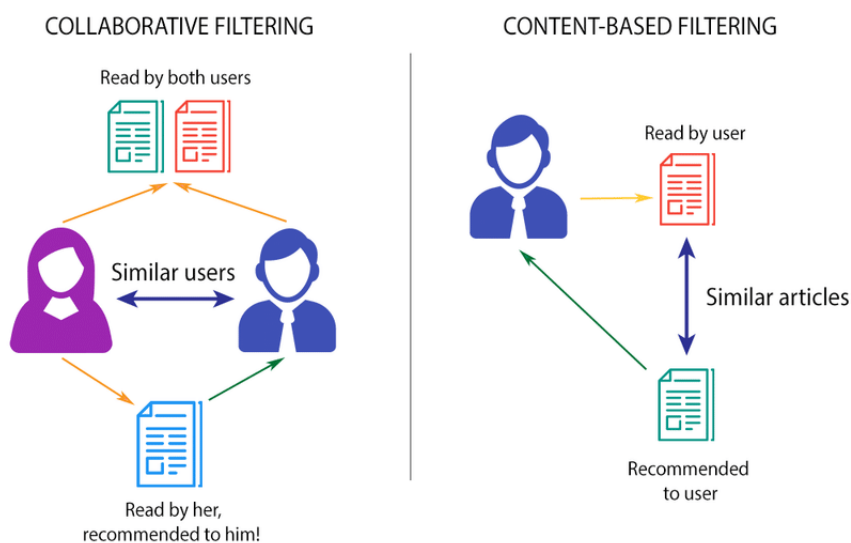 COLLABORATIVE FILTERING
Read by both users
Similar users
Read by her,
recommended to him!
CONTENT-BASED FILTERING
Read by user
Similar articles
Recommended
to user